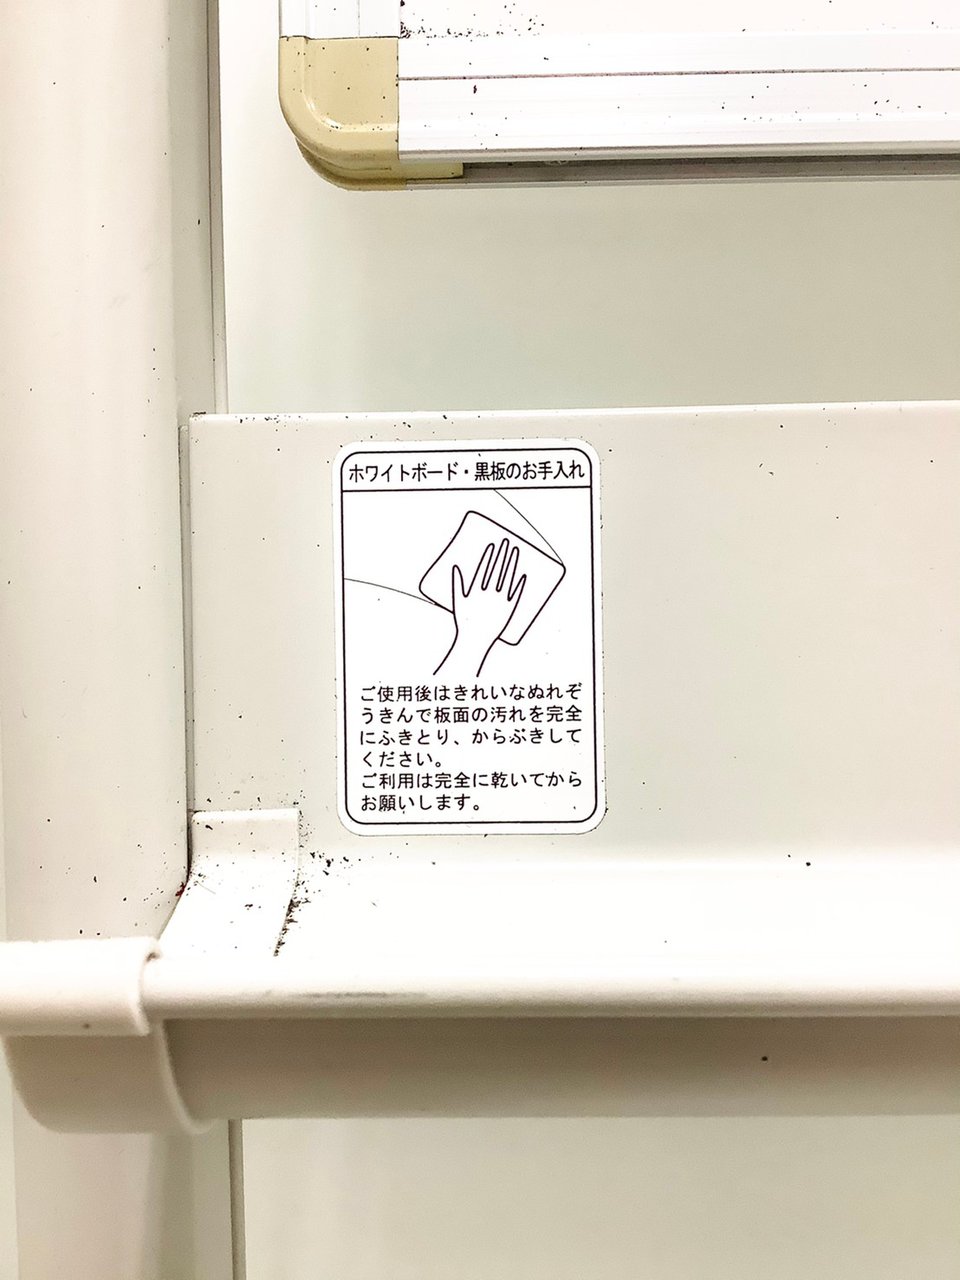 ホワイトボード・黒板のお手入れ
ご使用後はきれいなぬれぞ
うきんで板面の汚れを完全
にふきとり、からぶきして
ください。
ご利用は完全に乾いてから
お願いします。